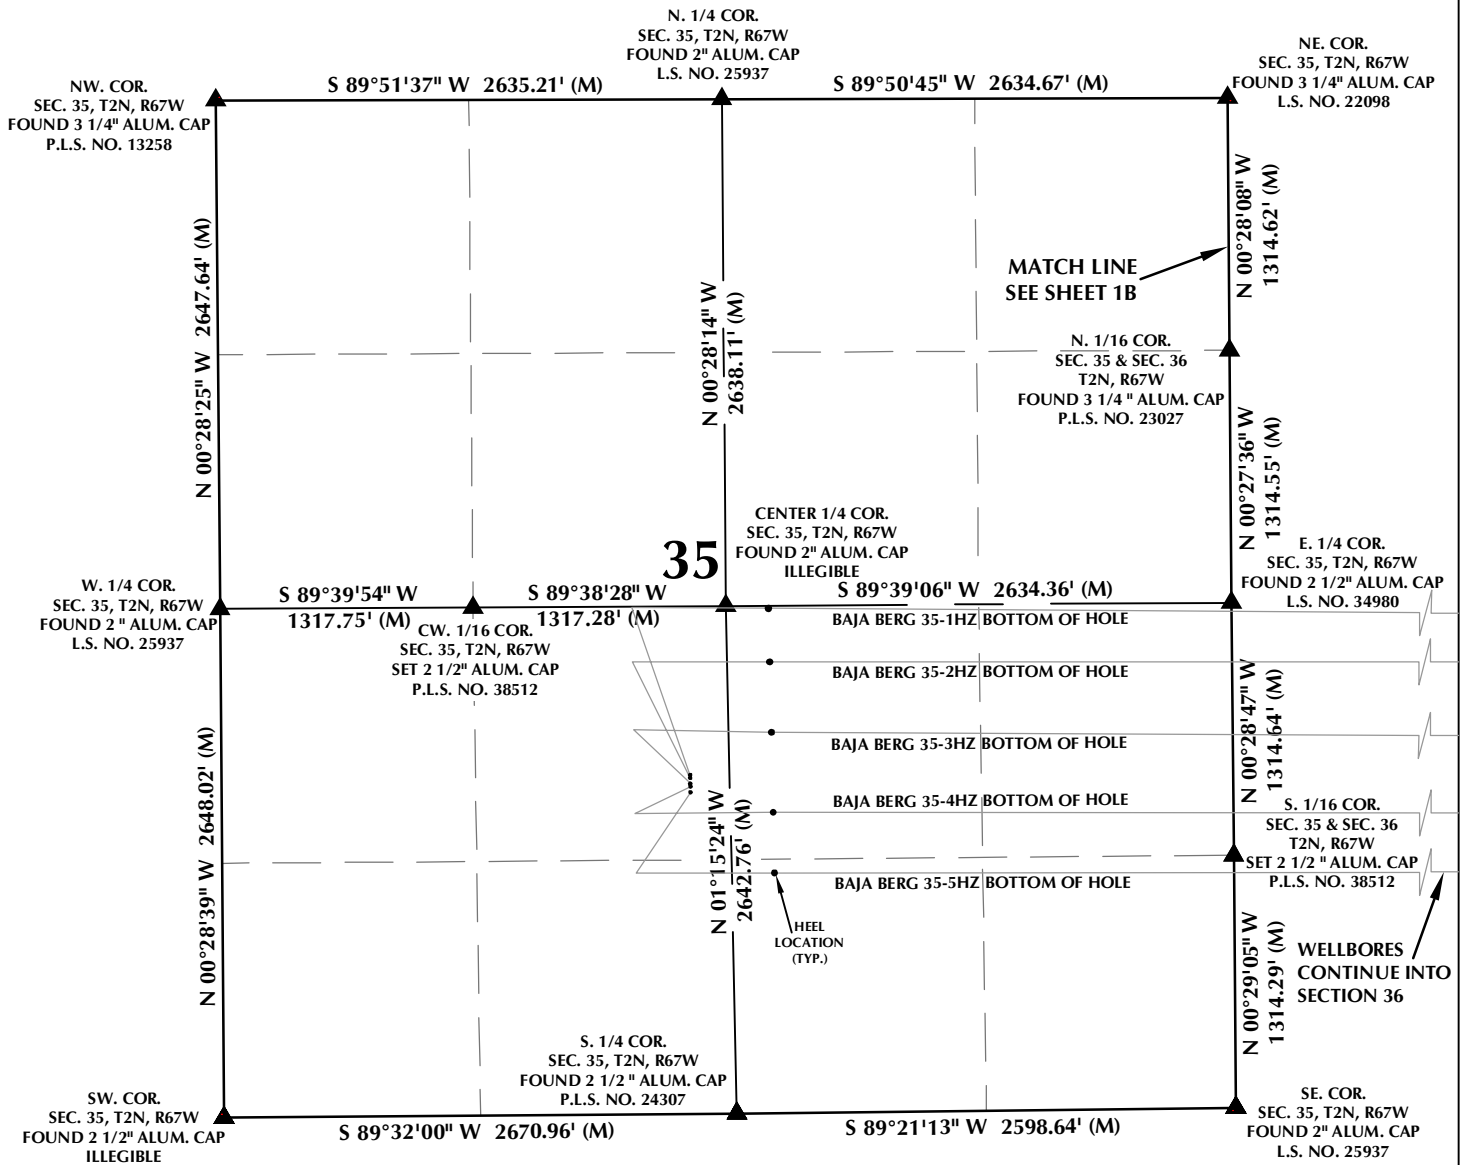 N. 1/4 COR.
SEC. 35, T2N, R67W
FOUND 2" ALUM. CAP
L.S. NO. 25937
NE. COR.
SEC. 35, T2N, R67W
FOUND 3 1/4" ALUM. CAP
L.S. NO. 22098
NW. COR.
SEC. 35, T2N, R67W
FOUND 3 1/4" ALUM. CAP
P.L.S. NO. 13258
S 89°51'37" W 2635.21' (M)
S 89°50'45" W 2634.67' (M)
N 00°28'25" W 2647.64' (M)
N 00°28'14" W
2638.11' (M)
N 00°28'08" W
1314.62' (M)
MATCH LINE
SEE SHEET 1B
N. 1/16 COR.
SEC. 35 & SEC. 36
T2N, R67W
FOUND 3 1/4 " ALUM. CAP
P.L.S. NO. 23027
N 00°27'36" W
1314.55' (M)
CENTER 1/4 COR.
SEC. 35, T2N, R67W
FOUND 2" ALUM. CAP
ILLEGIBLE
35
E. 1/4 COR.
SEC. 35, T2N, R67W
FOUND 2 1/2" ALUM. CAP
L.S. NO. 34980
W. 1/4 COR.
SEC. 35, T2N, R67W
FOUND 2 " ALUM. CAP
L.S. NO. 25937
S 89°39'54" W
1317.75' (M)
S 89°38'28" W
1317.28' (M)
S 89°39'06" W 2634.36' (M)
CW. 1/16 COR.
SEC. 35, T2N, R67W
SET 2 1/2" ALUM. CAP
P.L.S. NO. 38512
BAJA BERG 35-1HZ BOTTOM OF HOLE
BAJA BERG 35-2HZ BOTTOM OF HOLE
BAJA BERG 35-3HZ BOTTOM OF HOLE
BAJA BERG 35-4HZ BOTTOM OF HOLE
BAJA BERG 35-5HZ BOTTOM OF HOLE
N 00°28'47" W
1314.64' (M)
S. 1/16 COR.
SEC. 35 & SEC. 36
T2N, R67W
SET 2 1/2 " ALUM. CAP
P.L.S. NO. 38512
N 00°28'39" W 2648.02' (M)
N 01°15'24" W
2642.76' (M)
HEEL
LOCATION
(TYP.)
N 00°29'05" W
1314.29' (M)
WELLBORES
CONTINUE INTO
SECTION 36
S. 1/4 COR.
SEC. 35, T2N, R67W
FOUND 2 1/2 " ALUM. CAP
P.L.S. NO. 24307
SW. COR.
SEC. 35, T2N, R67W
FOUND 2 1/2" ALUM. CAP
ILLEGIBLE
S 89°32'00" W 2670.96' (M)
S 89°21'13" W 2598.64' (M)
SE. COR.
SEC. 35, T2N, R67W
FOUND 2" ALUM. CAP
L.S. NO. 25937